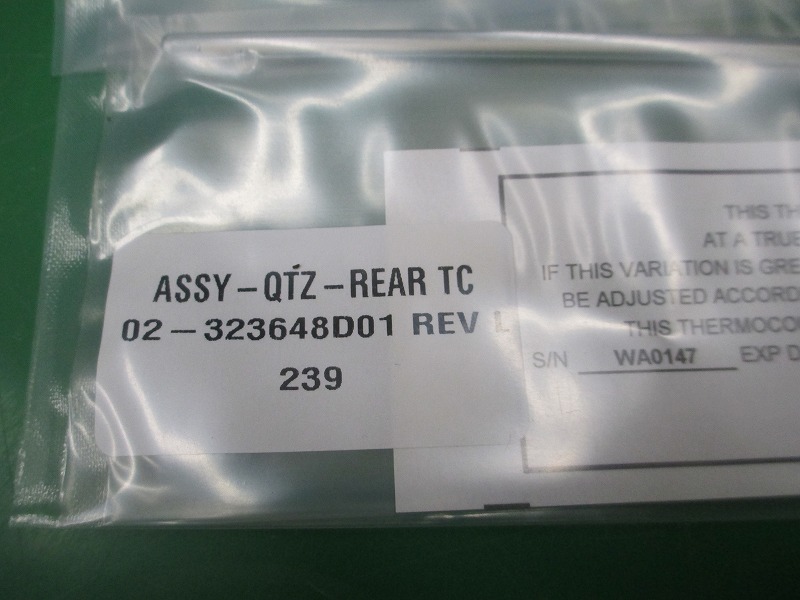 ASSY-QTZ-REAR TC
02-323648D01 REV L
239
THIS TH
AT A TRUE
IF THIS VARIATION IS GRE
BE ADJUSTED ACCORD
THIS THERMOCO
S/N WA0147 EXP D